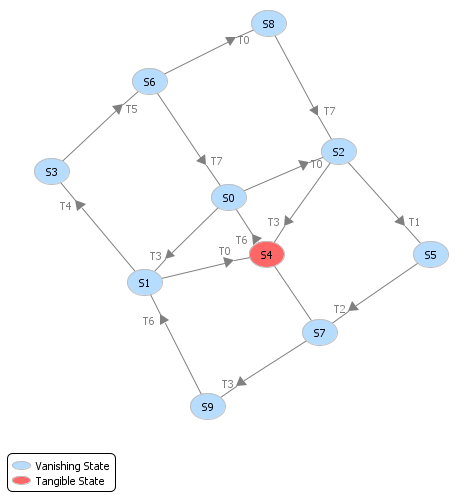 S8
T0
S6
T5
T7
S2
T7
T0
S3
S0
T4
T3
T1
T6
T3
T0
S4
S5
S1
T2
T6
S7
T3
S9
Vanishing State
Tangible State